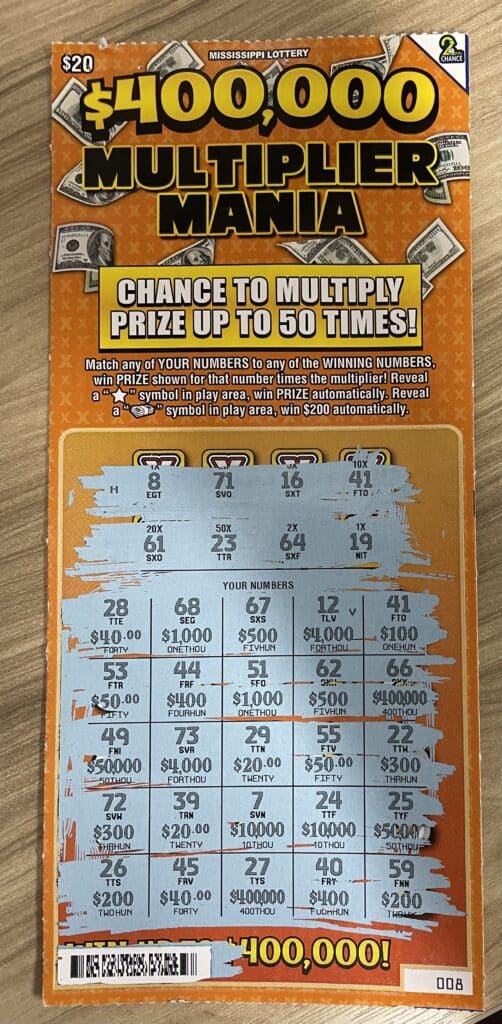 $20
MISSISSIPPI LOTTERY
2nd CHANCE
$400,000
MULTIPLIER
MANIA
CHANCE TO MULTIPLY
PRIZE UP TO 50 TIMES!
Match any of YOUR NUMBERS to any of the WINNING NUMBERS,
win PRIZE shown for that number times the multiplier! Reveal
a "☆" symbol in play area, win PRIZE automatically. Reveal
a " " symbol in play area, win $200 automatically.
10X
H 8 71 16 41
EGT SVO SXT FTO
20X 50X 2X 1X
61 23 64 19
SXO TTR SXF NIT
YOUR NUMBERS
28 68 67 12 V 41
TTE SEG SXS TLV FTO
$40.00 $1,000 $500 $4,000 $100
FORTY ONETHOU FIVHUN FORTHOU ONEHUN
53 44 51 62 66
FTR FRF FFO
$50.00 $400 $1,000 $500 $400000
FIFTY FOURHUN ONETHOU FIVHUN 400THOU
49 73 29 55 22
FNI SVR TTN FTV
$50,000 $4,000 $20.00 $50.00 $300
50THOU FORTHOU TWENTY FIFTY THRHUN
72 39 7 24 25
SVW TRN SVN TTF TYF
$300 $20.00 $10,000 $10,000 $50,000
THRHUN TWENTY 10THOU 10THOU 50THOU
26 45 27 40 59
TTS FRV TYS FRY FNN
$200 $40.00 $400000 $400 $200
TWOHUN FORTY 400THOU FOURHUN
$400,000!
008